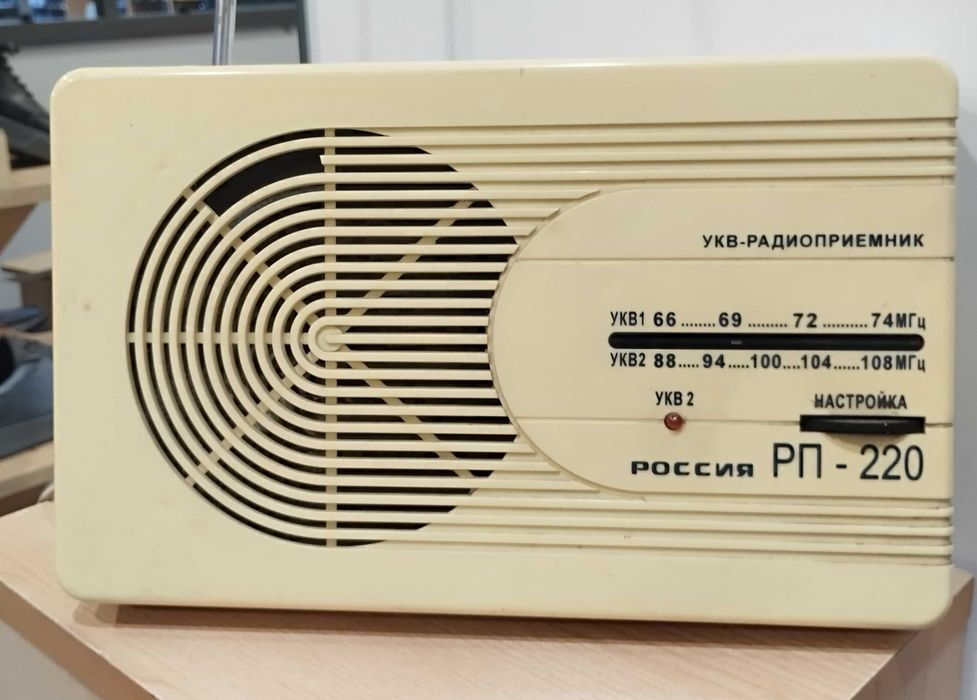 УКВ-РАДИОПРИЕМНИК
УКВ1 66 ........ 69 .......... 72 ........... 74МГц
УКВ2 88 ..... 94 ..... 100 .... 104 ...... 108МГц
УКВ 2
НАСТРОЙКА
РОССИЯ РП - 220